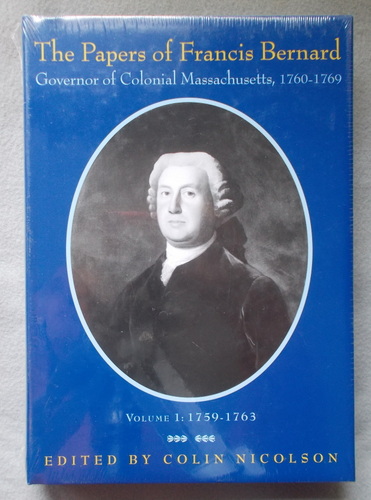 The Papers of Francis Bernard
Governor of Colonial Massachusetts, 1760-1769
VOLUME 1: 1759-1763
EDITED BY COLIN NICOLSON